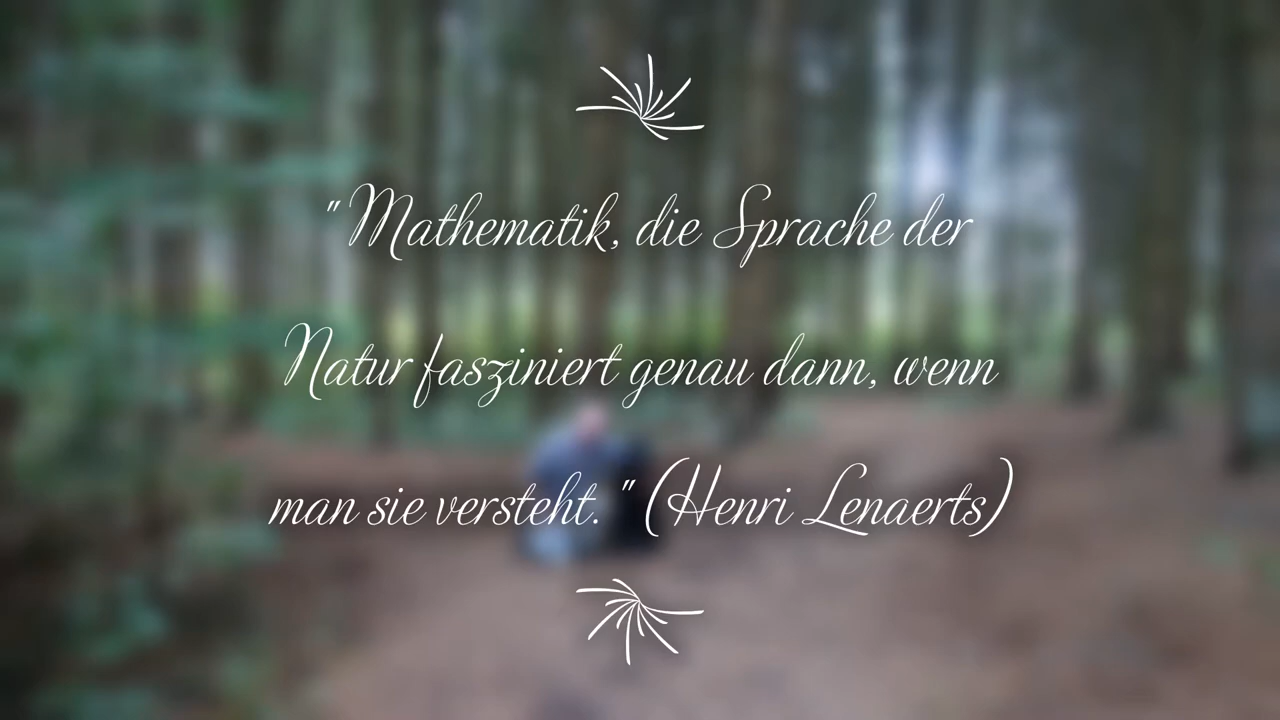 "Mathematik, die Sprache der
Natur fasziniert genau dann, wenn
man sie versteht." (Henri Lenaerts)